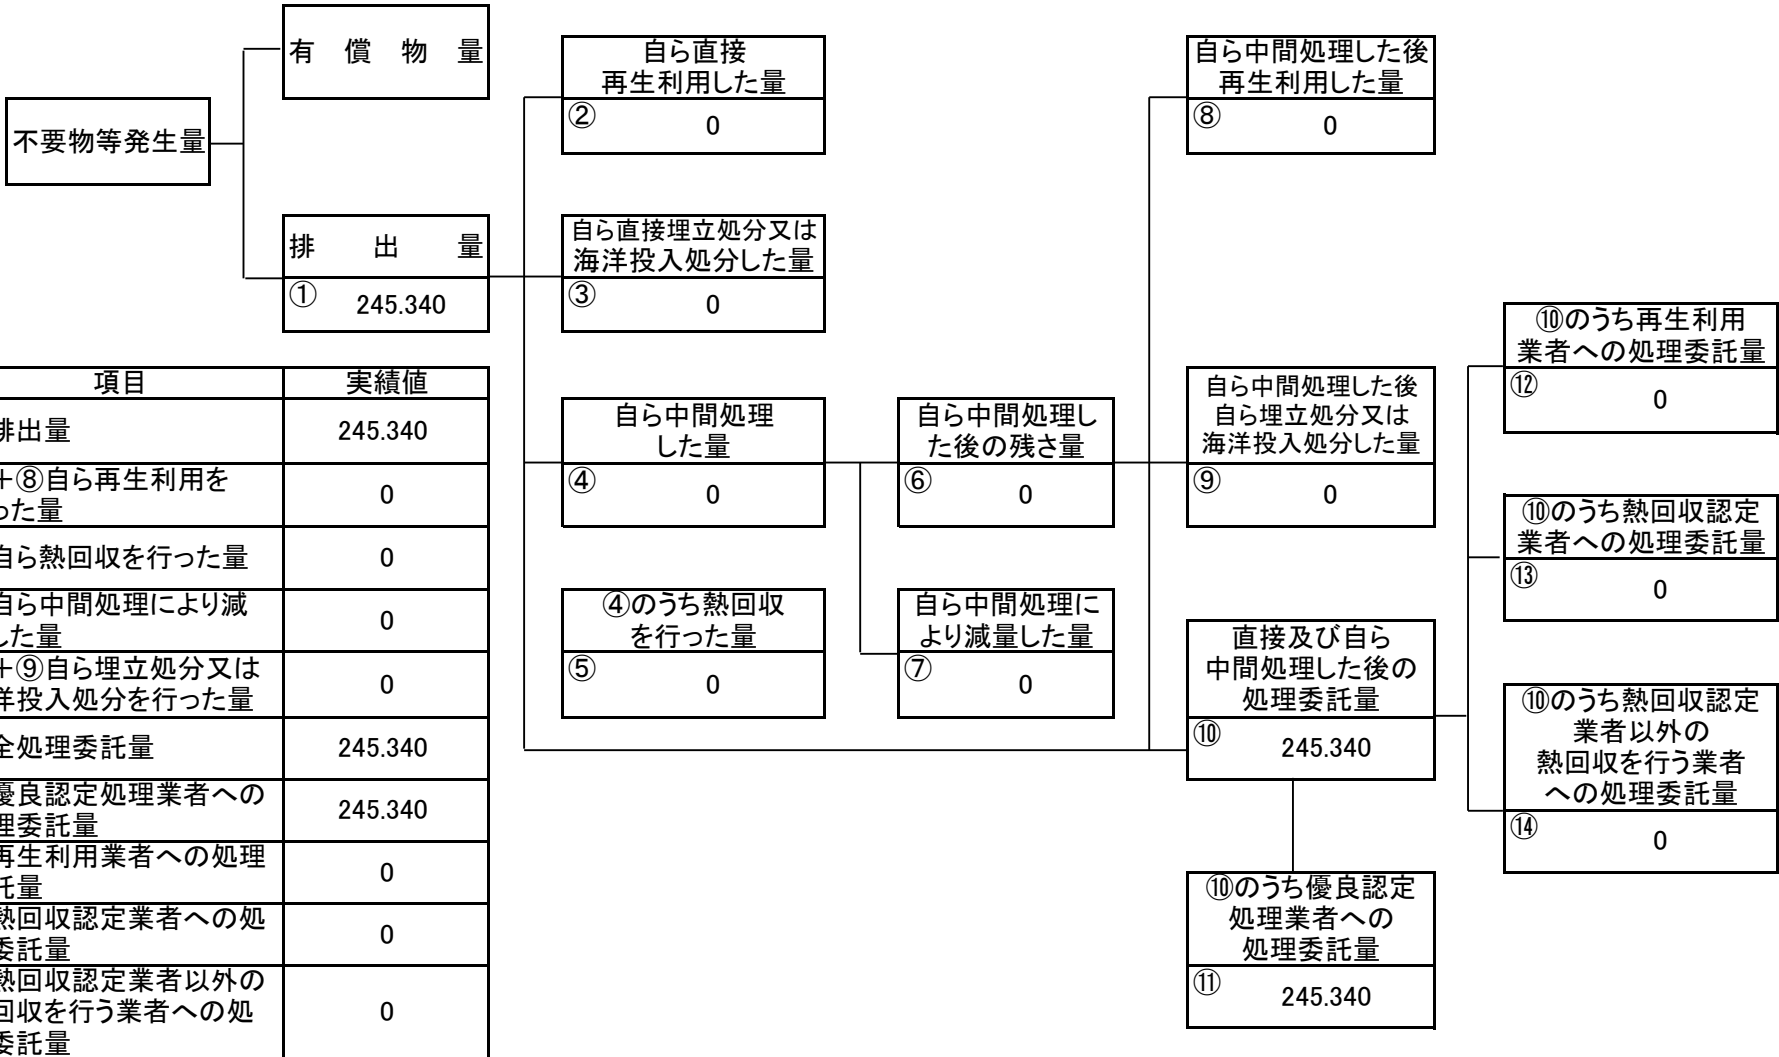 有償物量
不要物等発生量
排出量
① 245.340
自ら直接
再生利用した量
② 0
自ら直接埋立処分又は
海洋投入処分した量
③ 0
自ら中間処理
した量
④ 0
④のうち熱回収
を行った量
⑤ 0
自ら中間処理し
た後の残さ量
⑥ 0
自ら中間処理に
より減量した量
⑦ 0
自ら中間処理した後
再生利用した量
⑧ 0
自ら中間処理した後
自ら埋立処分又は
海洋投入処分した量
⑨ 0
直接及び自ら
中間処理した後の
処理委託量
⑩ 245.340
⑩のうち優良認定
処理業者への
処理委託量
⑪ 245.340
⑩のうち再生利用
業者への処理委託量
⑫ 0
⑩のうち熱回収認定
業者への処理委託量
⑬ 0
⑩のうち熱回収認定
業者以外の
熱回収を行う業者
への処理委託量
⑭ 0
項目 実績値
排出量 245.340
+⑧自ら再生利用を
った量 0
自ら熱回収を行った量 0
自ら中間処理により減
した量 0
+⑨自ら埋立処分又は
洋投入処分を行った量 0
全処理委託量 245.340
優良認定処理業者への
理委託量 245.340
再生利用業者への処理
託量 0
熱回収認定業者への処
委託量 0
熱回収認定業者以外の
回収を行う業者への処
委託量 0